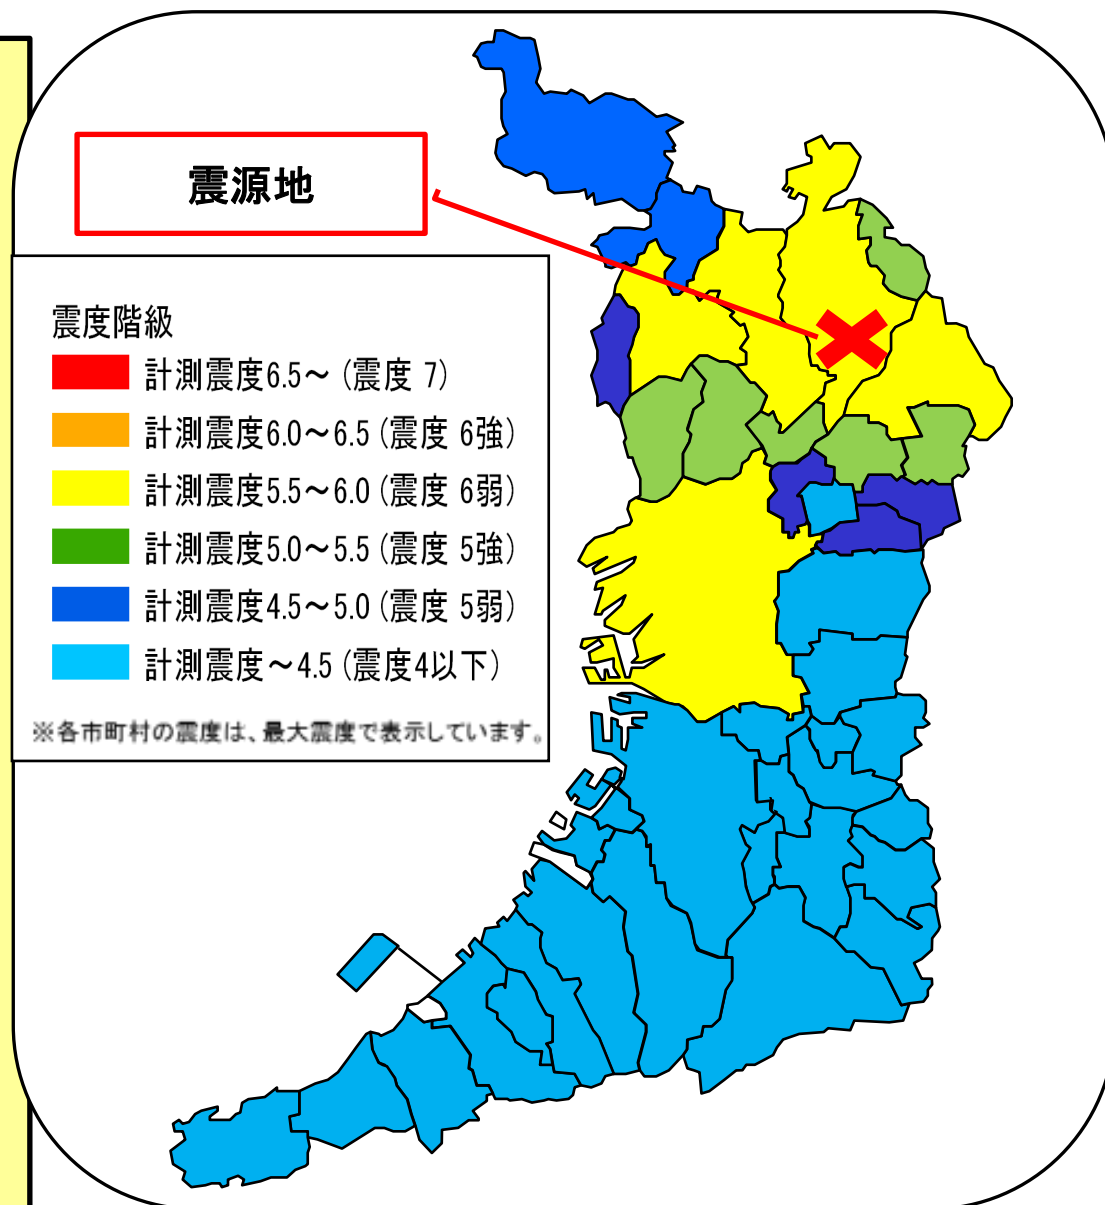 震源地
震度階級
計測震度6.5～ (震度 7)
計測震度6.0～6.5 (震度 6強)
計測震度5.5～6.0 (震度 6弱)
計測震度5.0～5.5 (震度 5強)
計測震度4.5～5.0 (震度 5弱)
計測震度～4.5 (震度4以下)
※各市町村の震度は、最大震度で表示しています。